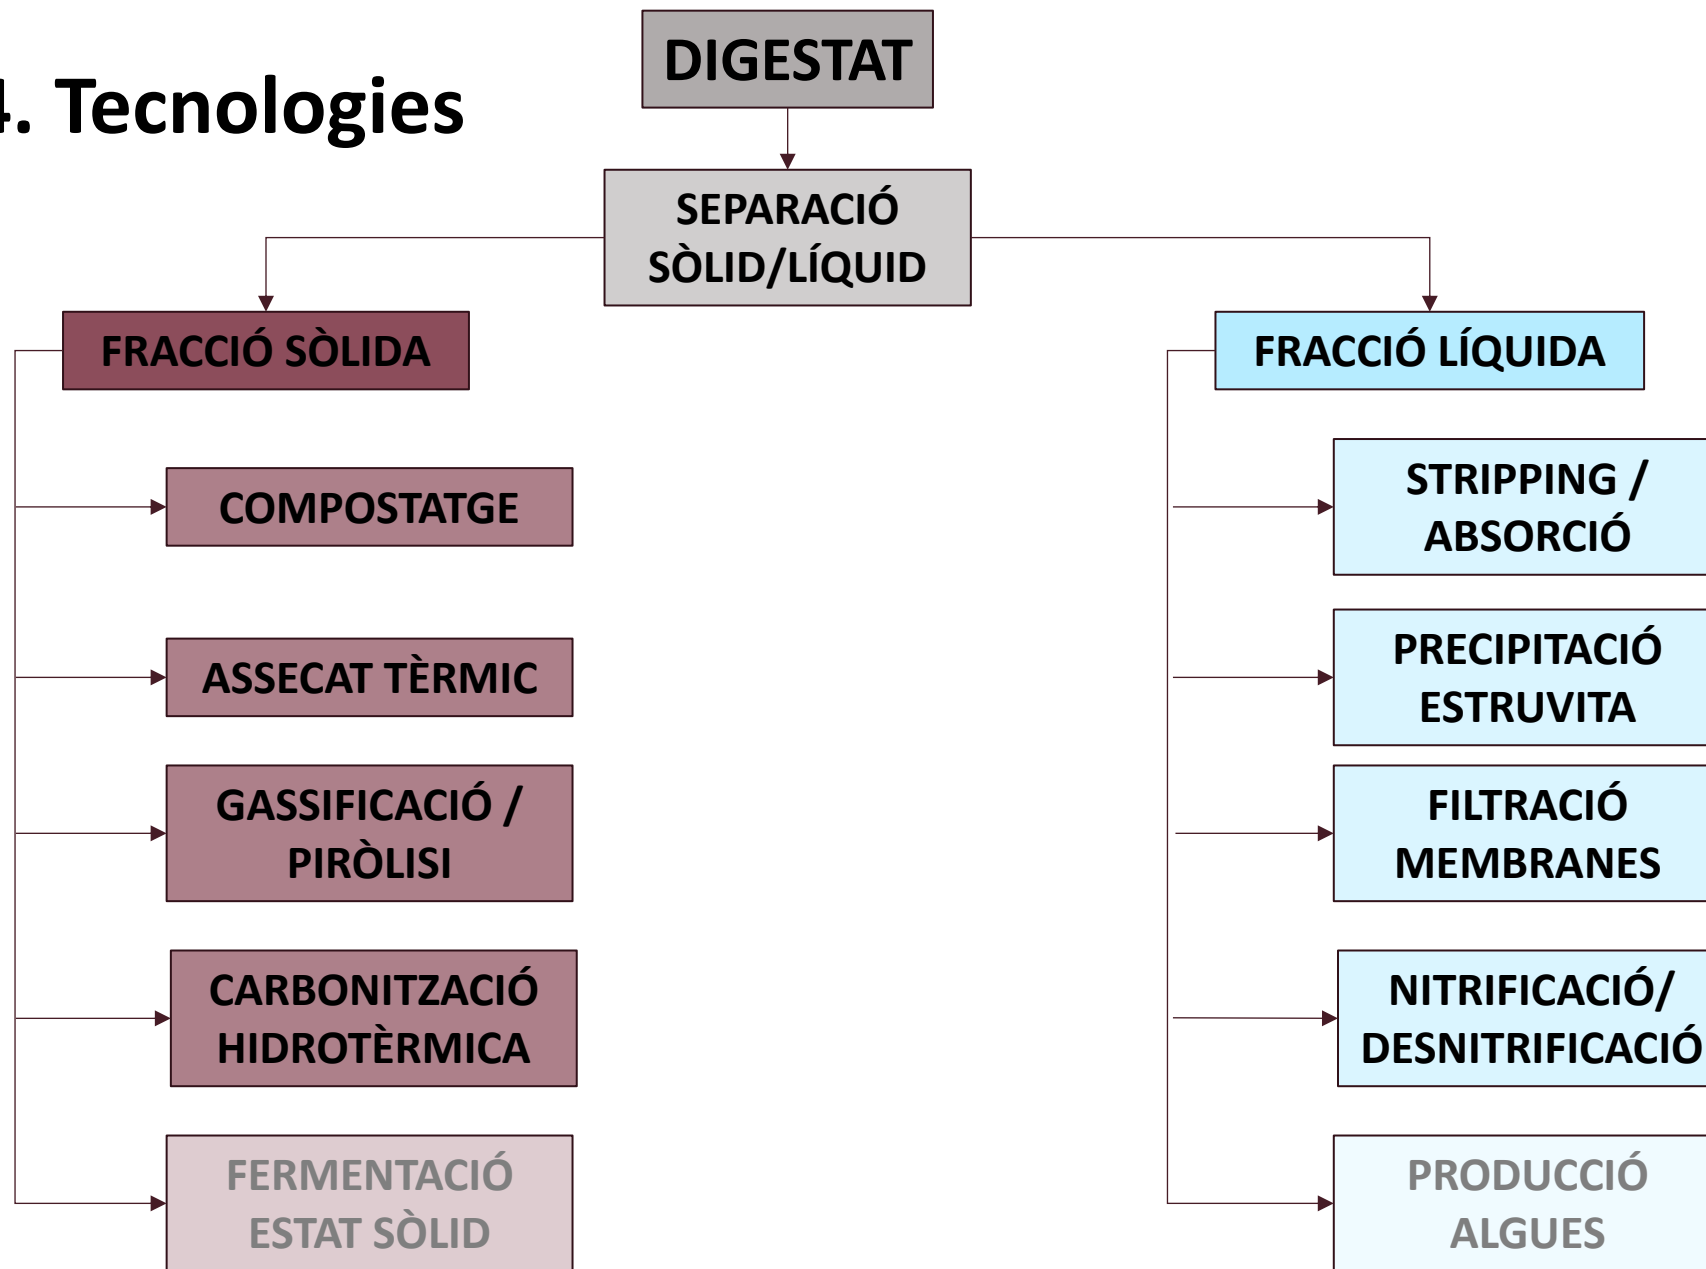 4. Tecnologies
DIGESTAT
SEPARACIÓ
SÒLID/LÍQUID
FRACCIÓ SÒLIDA
COMPOSTATGE
ASSECAT TÈRMIC
GASSIFICACIÓ /
PIRÒLISI
CARBONITZACIÓ
HIDROTÈRMICA
FERMENTACIÓ
ESTAT SÒLID
FRACCIÓ LÍQUIDA
STRIPPING /
ABSORCIÓ
PRECIPITACIÓ
ESTRUVITA
FILTRACIÓ
MEMBRANES
NITRIFICACIÓ/
DESNITRIFICACIÓ
PRODUCCIÓ
ALGUES